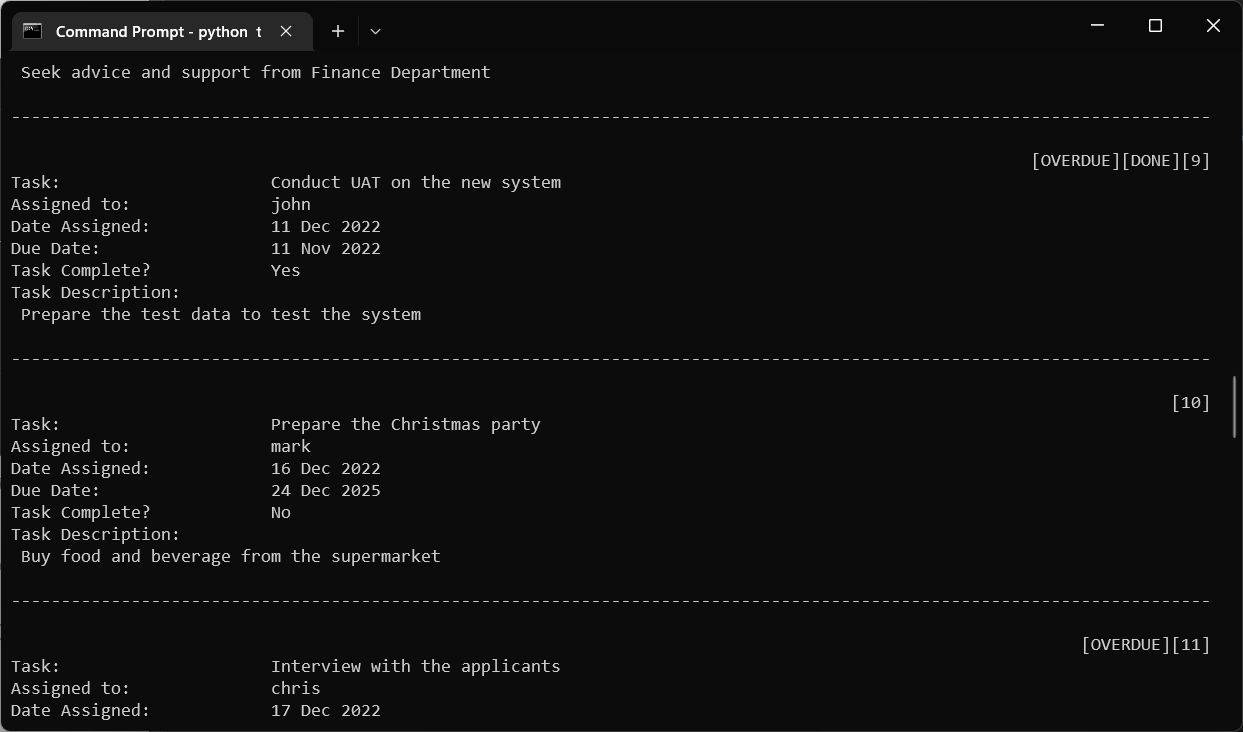 Command Prompt - python t
Seek advice and support from Finance Department
------------------------------------------------------------------------------------------------------------------------
[OVERDUE][DONE][9]
Task: Conduct UAT on the new system
Assigned to: john
Date Assigned: 11 Dec 2022
Due Date: 11 Nov 2022
Task Complete? Yes
Task Description:
Prepare the test data to test the system
------------------------------------------------------------------------------------------------------------------------
[10]
Task: Prepare the Christmas party
Assigned to: mark
Date Assigned: 16 Dec 2022
Due Date: 24 Dec 2025
Task Complete? No
Task Description:
Buy food and beverage from the supermarket
------------------------------------------------------------------------------------------------------------------------
[OVERDUE][11]
Task: Interview with the applicants
Assigned to: chris
Date Assigned: 17 Dec 2022